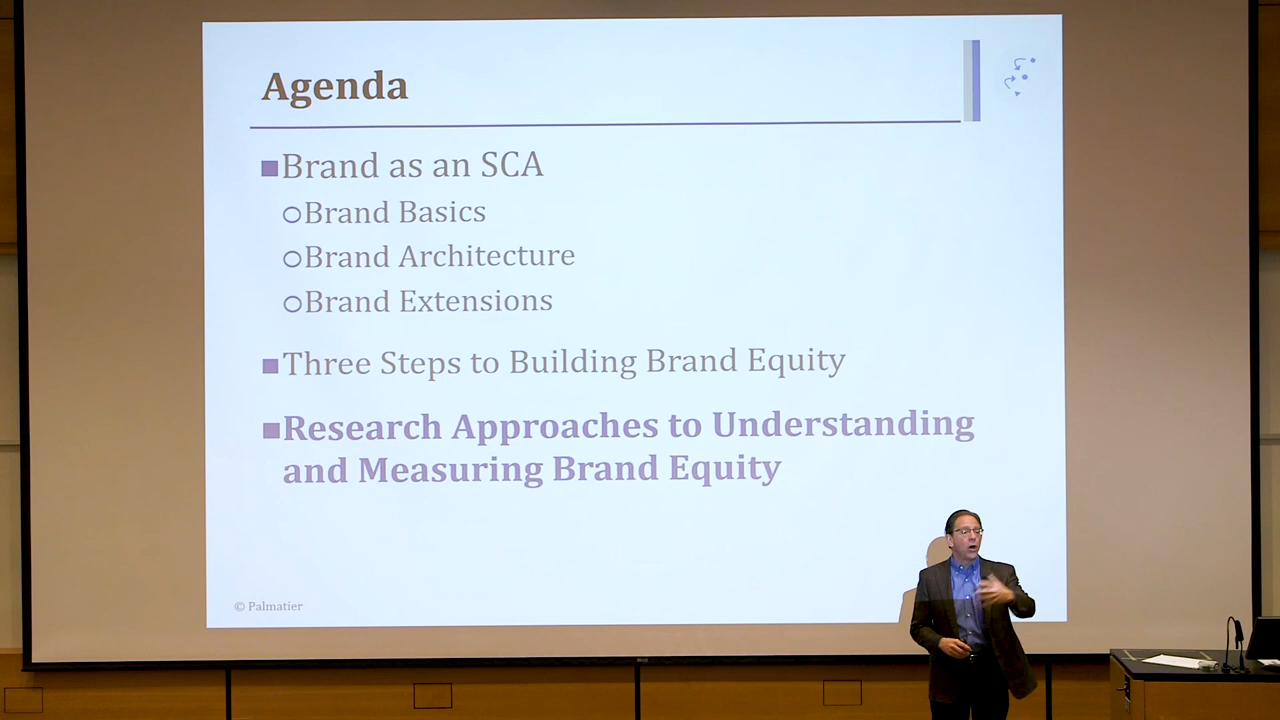 Agenda
Brand as an SCA
Brand Basics
Brand Architecture
Brand Extensions
Three Steps to Building Brand Equity
Research Approaches to Understanding
and Measuring Brand Equity
© Palmatier